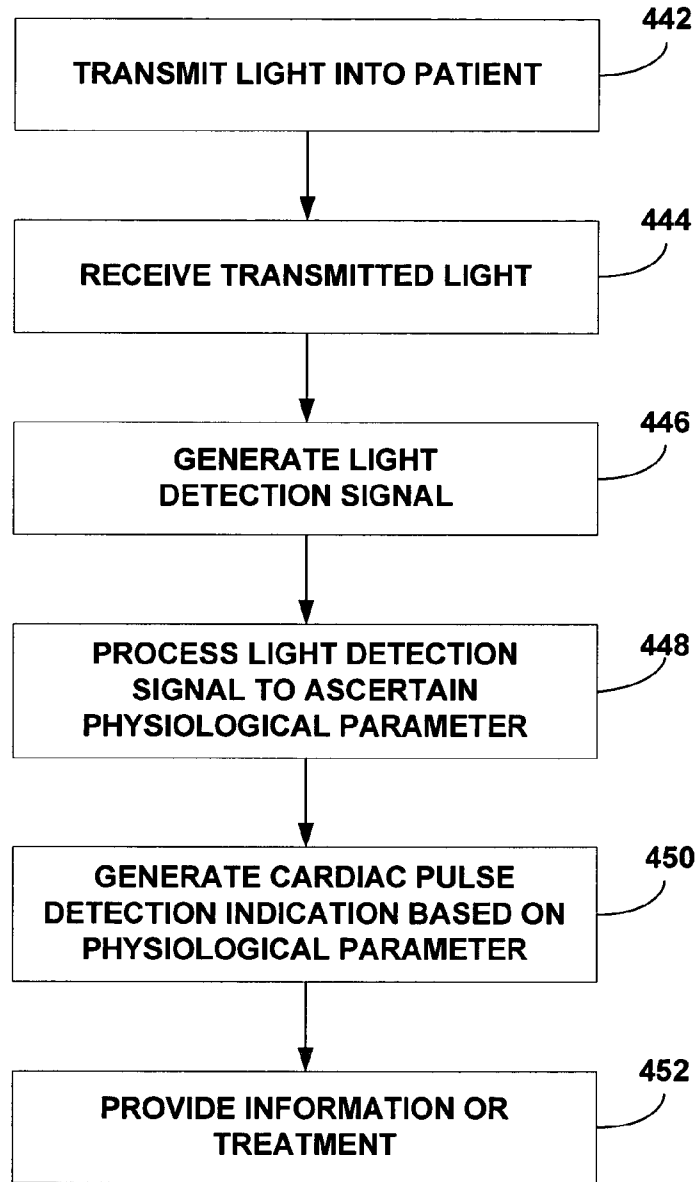 442
TRANSMIT LIGHT INTO PATIENT
444
RECEIVE TRANSMITTED LIGHT
446
GENERATE LIGHT
DETECTION SIGNAL
448
PROCESS LIGHT DETECTION
SIGNAL TO ASCERTAIN
PHYSIOLOGICAL PARAMETER
450
GENERATE CARDIAC PULSE
DETECTION INDICATION BASED ON
PHYSIOLOGICAL PARAMETER
452
PROVIDE INFORMATION OR
TREATMENT